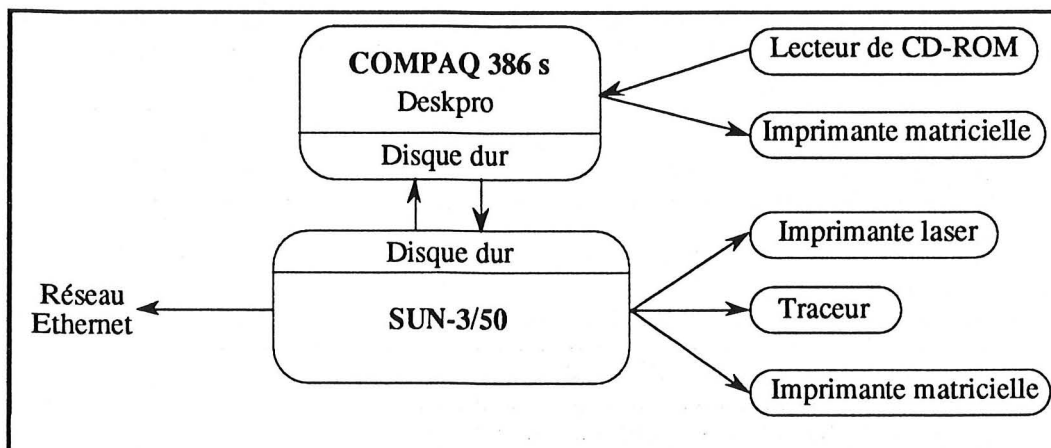 COMPAQ 386 s
Deskpro
Disque dur
Lecteur de CD-ROM
Imprimante matricielle
Disque dur
SUN-3/50
Réseau
Ethernet
Imprimante laser
Traceur
Imprimante matricielle